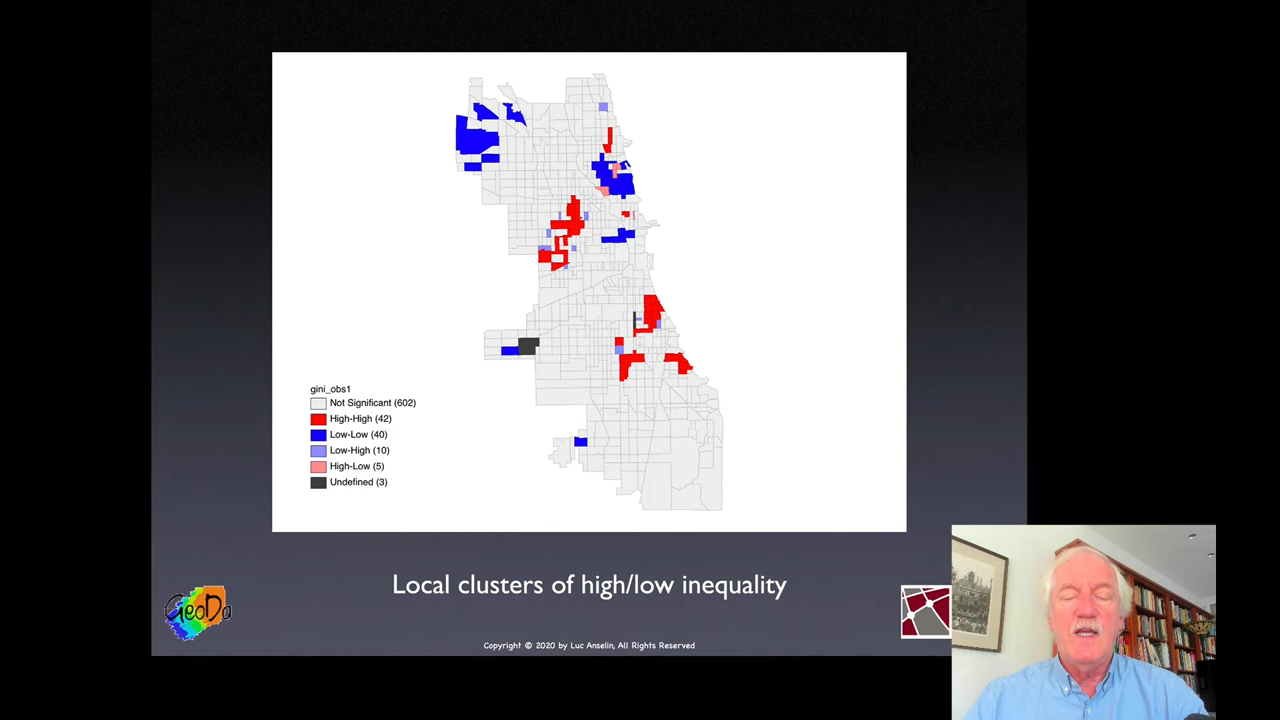 gini_obs1
Not Significant (602)
High-High (42)
Low-Low (40)
Low-High (10)
High-Low (5)
Undefined (3)
Local clusters of high/low inequality
GeoDa
Copyright © 2020 by Luc Anselin, All Rights Reserved